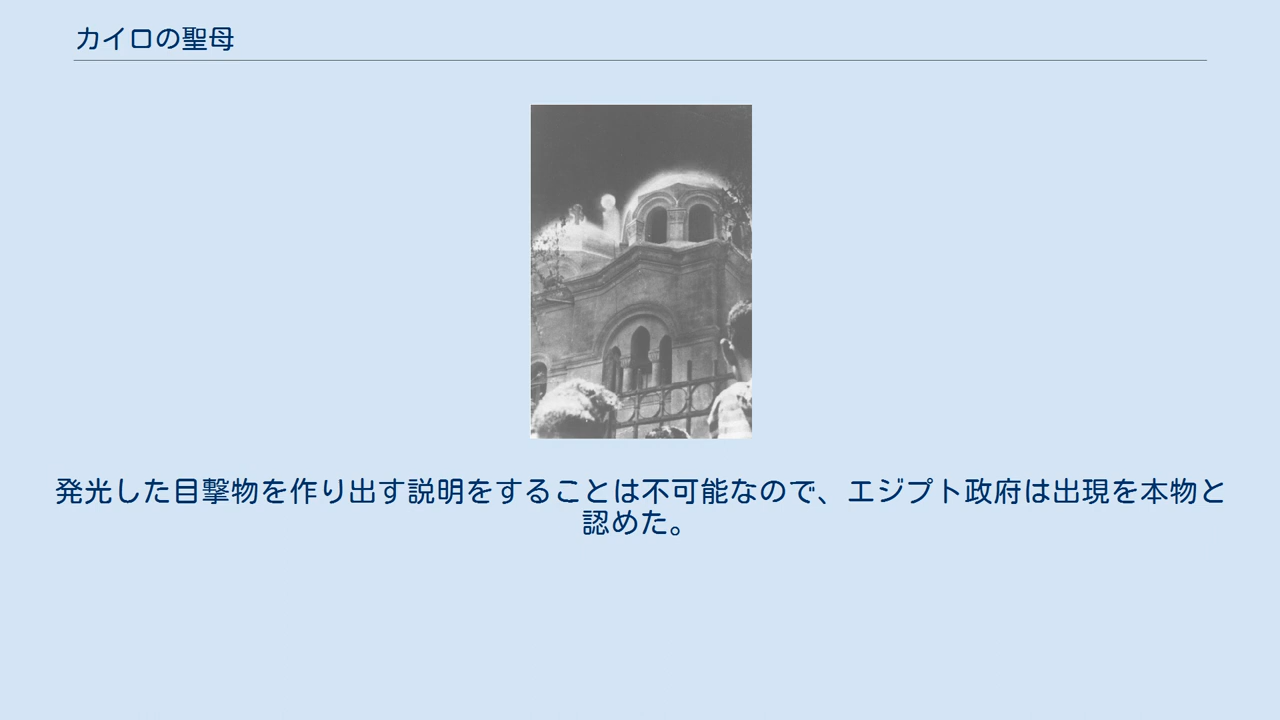 カイロの聖母
発光した目撃物を作り出す説明をすることは不可能なので、エジプト政府は出現を本物と
認めた。